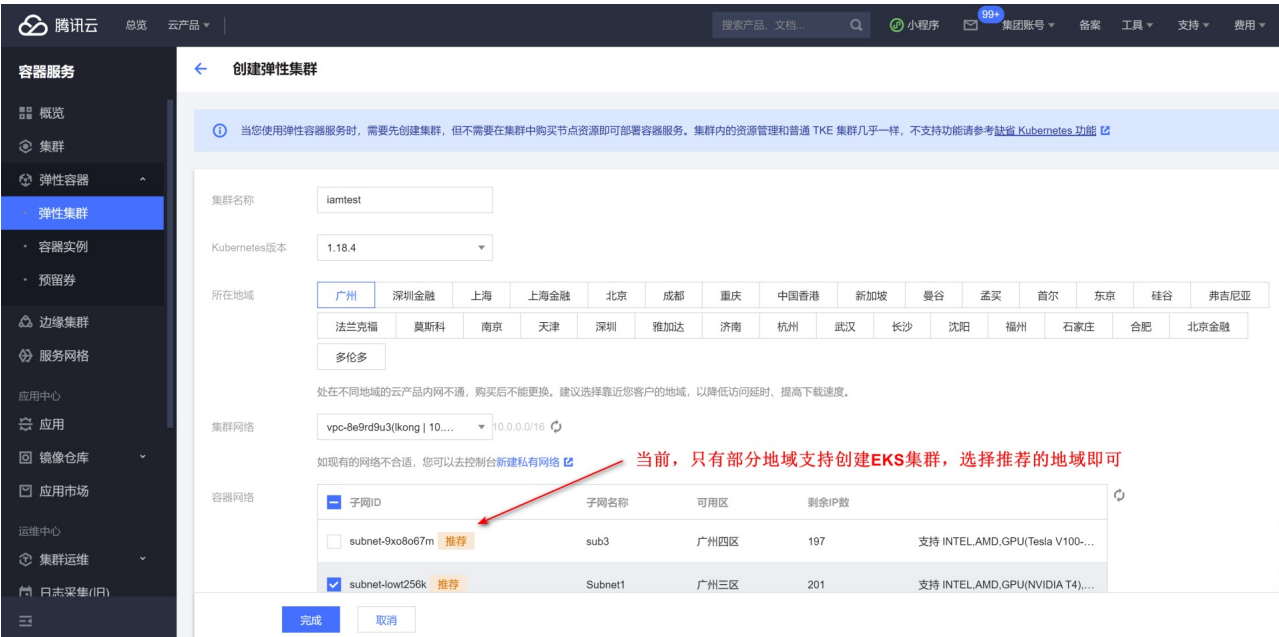 腾讯云 总览 云产品 搜索产品、文档... 小程序 99+ 集团账号 备案 工具 支持 费用
容器服务
创建弹性集群
概览
集群
弹性容器
弹性集群
容器实例
预留券
边缘集群
服务网格
应用中心
应用
镜像仓库
应用市场
运维中心
集群运维
日志采集(旧)
当您使用弹性容器服务时，需要先创建集群，但不需要在集群中购买节点资源即可部署容器服务。集群内的资源管理和普通 TKE 集群几乎一样，不支持功能请参考缺省 Kubernetes 功能
集群名称 iamtest
Kubernetes版本 1.18.4
所在地域 广州 深圳金融 上海 上海金融 北京 成都 重庆 中国香港 新加坡 曼谷 孟买 首尔 东京 硅谷 弗吉尼亚
法兰克福 莫斯科 南京 天津 深圳 雅加达 济南 杭州 武汉 长沙 沈阳 福州 石家庄 合肥 北京金融
多伦多
处在不同地域的云产品内网不通，购买后不能更换。建议选择靠近您客户的地域，以降低访问延时、提高下载速度。
集群网络 vpc-8e9rd9u3(lkong | 10.... 10.0.0.0/16
如现有的网络不合适，您可以去控制台新建私有网络
当前，只有部分地域支持创建EKS集群，选择推荐的地域即可
容器网络 子网ID 子网名称 可用区 剩余IP数
subnet-9xo8o67m 推荐 sub3 广州四区 197 支持 INTEL,AMD,GPU(Tesla V100-...
subnet-lowt256k 推荐 Subnet1 广州三区 201 支持 INTEL,AMD,GPU(NVIDIA T4),...
完成 取消